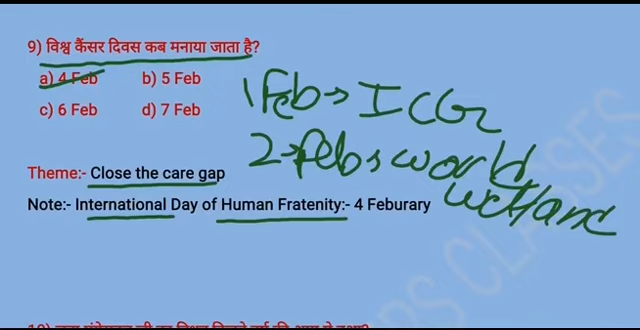 9) विश्व कैंसर दिवस कब मनाया जाता है?
a) 4 Feb b) 5 Feb
c) 6 Feb d) 7 Feb
1 Feb → ICG
2 → Feb → world
wetland
Theme:- Close the care gap
Note:- International Day of Human Fratenity:- 4 Feburary
CLASSES